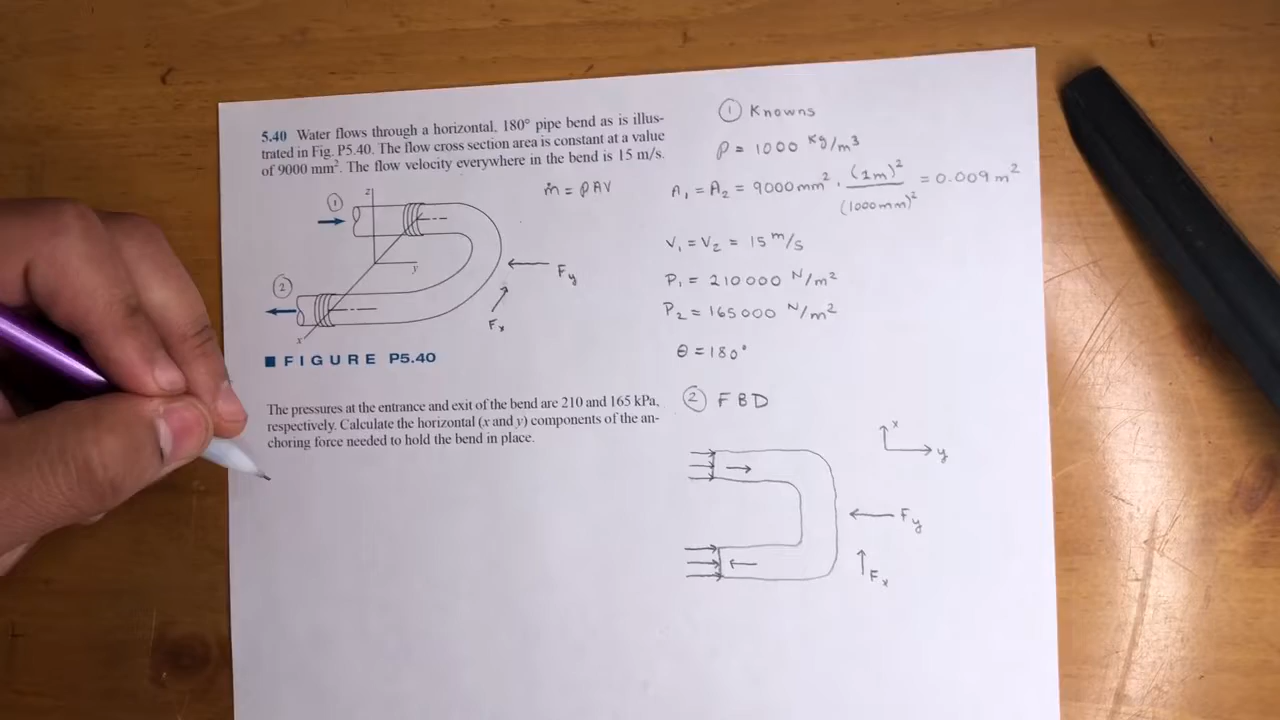 5.40 Water flows through a horizontal, 180° pipe bend as is illus-
trated in Fig. P5.40. The flow cross section area is constant at a value
of 9000 mm². The flow velocity everywhere in the bend is 15 m/s.
ṁ = ρAV
z
①
y
②
x
Fy
Fx
■ FIGURE P5.40
The pressures at the entrance and exit of the bend are 210 and 165 kPa,
respectively. Calculate the horizontal (x and y) components of the an-
choring force needed to hold the bend in place.
① Knowns
ρ = 1000 Kg/m³
A₁ = A₂ = 9000 mm² · (1m)² / (1000mm)² = 0.009 m²
V₁ = V₂ = 15 m/s
P₁ = 210000 N/m²
P₂ = 165000 N/m²
θ = 180°
② FBD
x
y
Fy
Fx